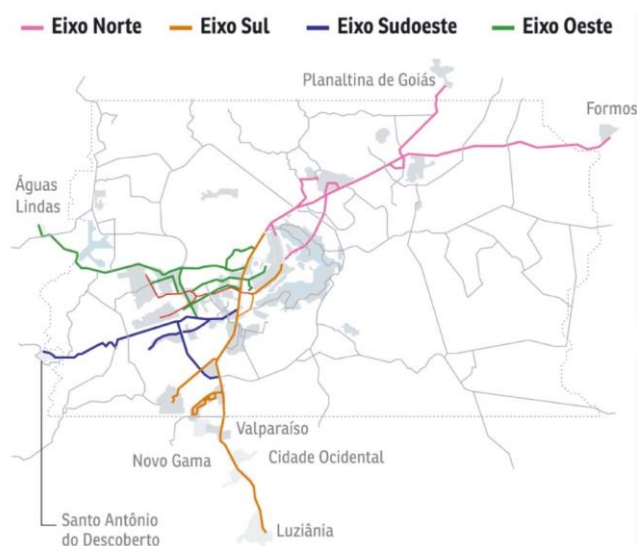 Eixo Norte
Eixo Sul
Eixo Sudoeste
Eixo Oeste
Planaltina de Goiás
Formos
Águas
Lindas
Valparaíso
Novo Gama
Cidade Ocidental
Santo Antônio
do Descoberto
Luziânia